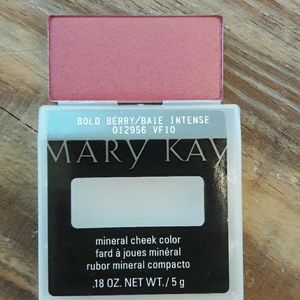 BOLD BERRY/BAIE INTENSE
012956 VF10
MARY KAY
mineral cheek color
fard à joues minéral
rubor mineral compacto
.18 OZ. NET WT./5 g